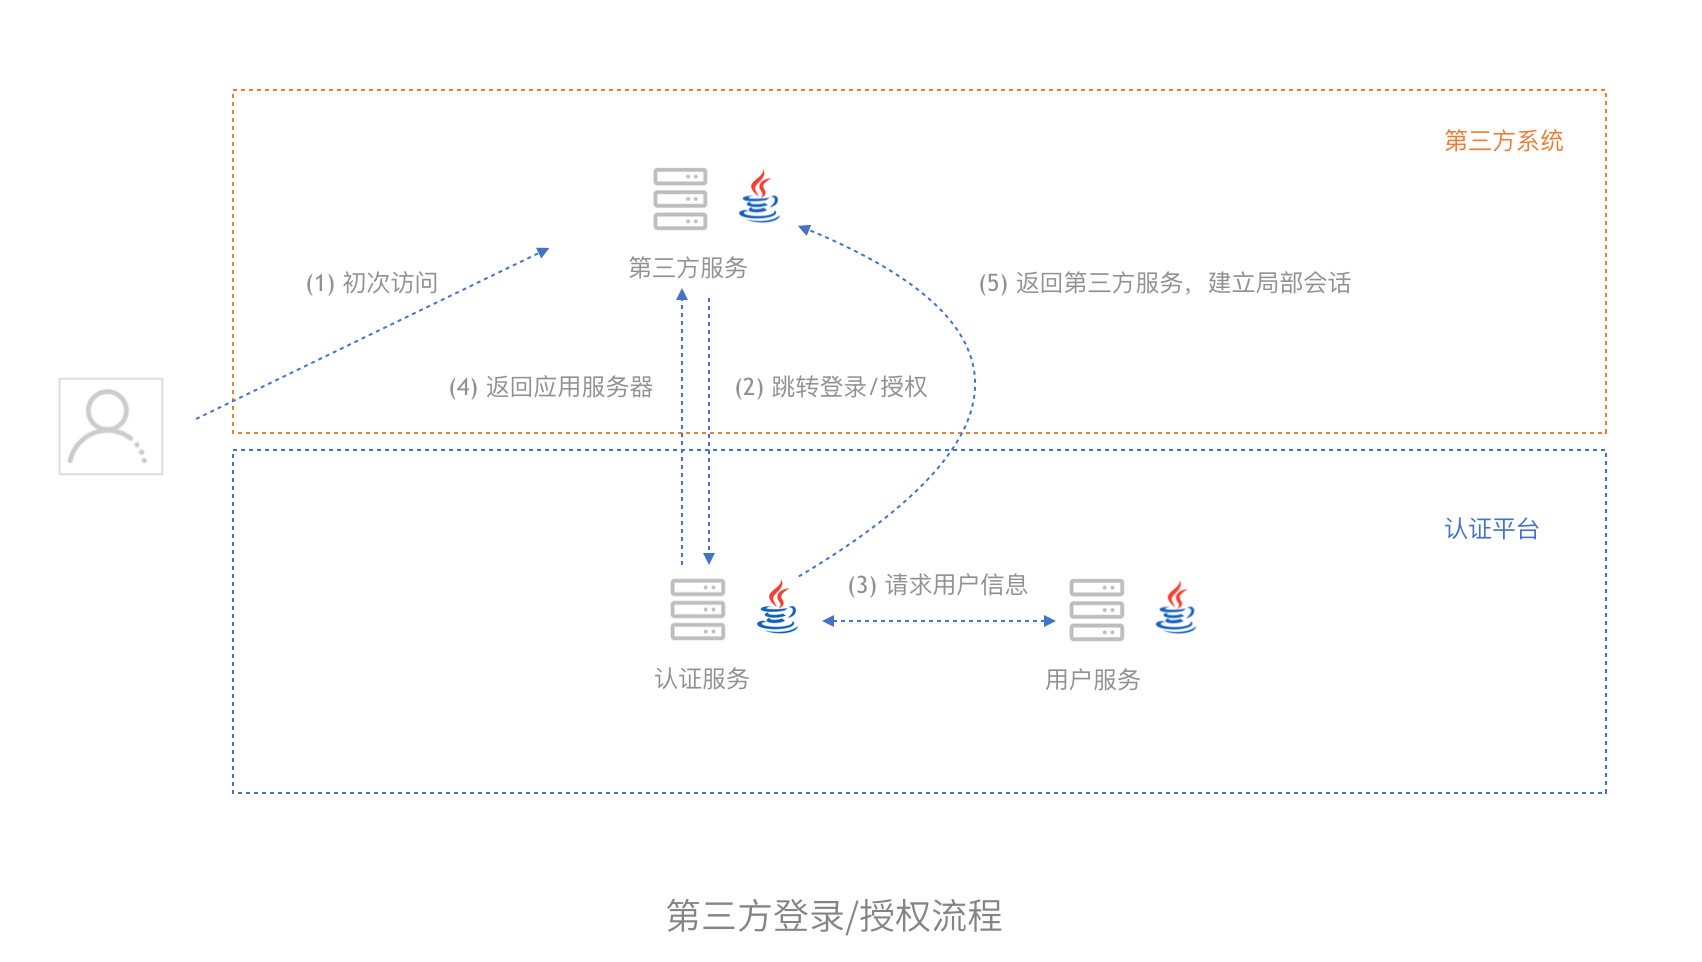 第三方系统
第三方服务
(1) 初次访问
(5) 返回第三方服务，建立局部会话
(4) 返回应用服务器
(2) 跳转登录/授权
认证平台
(3) 请求用户信息
认证服务
用户服务
第三方登录/授权流程